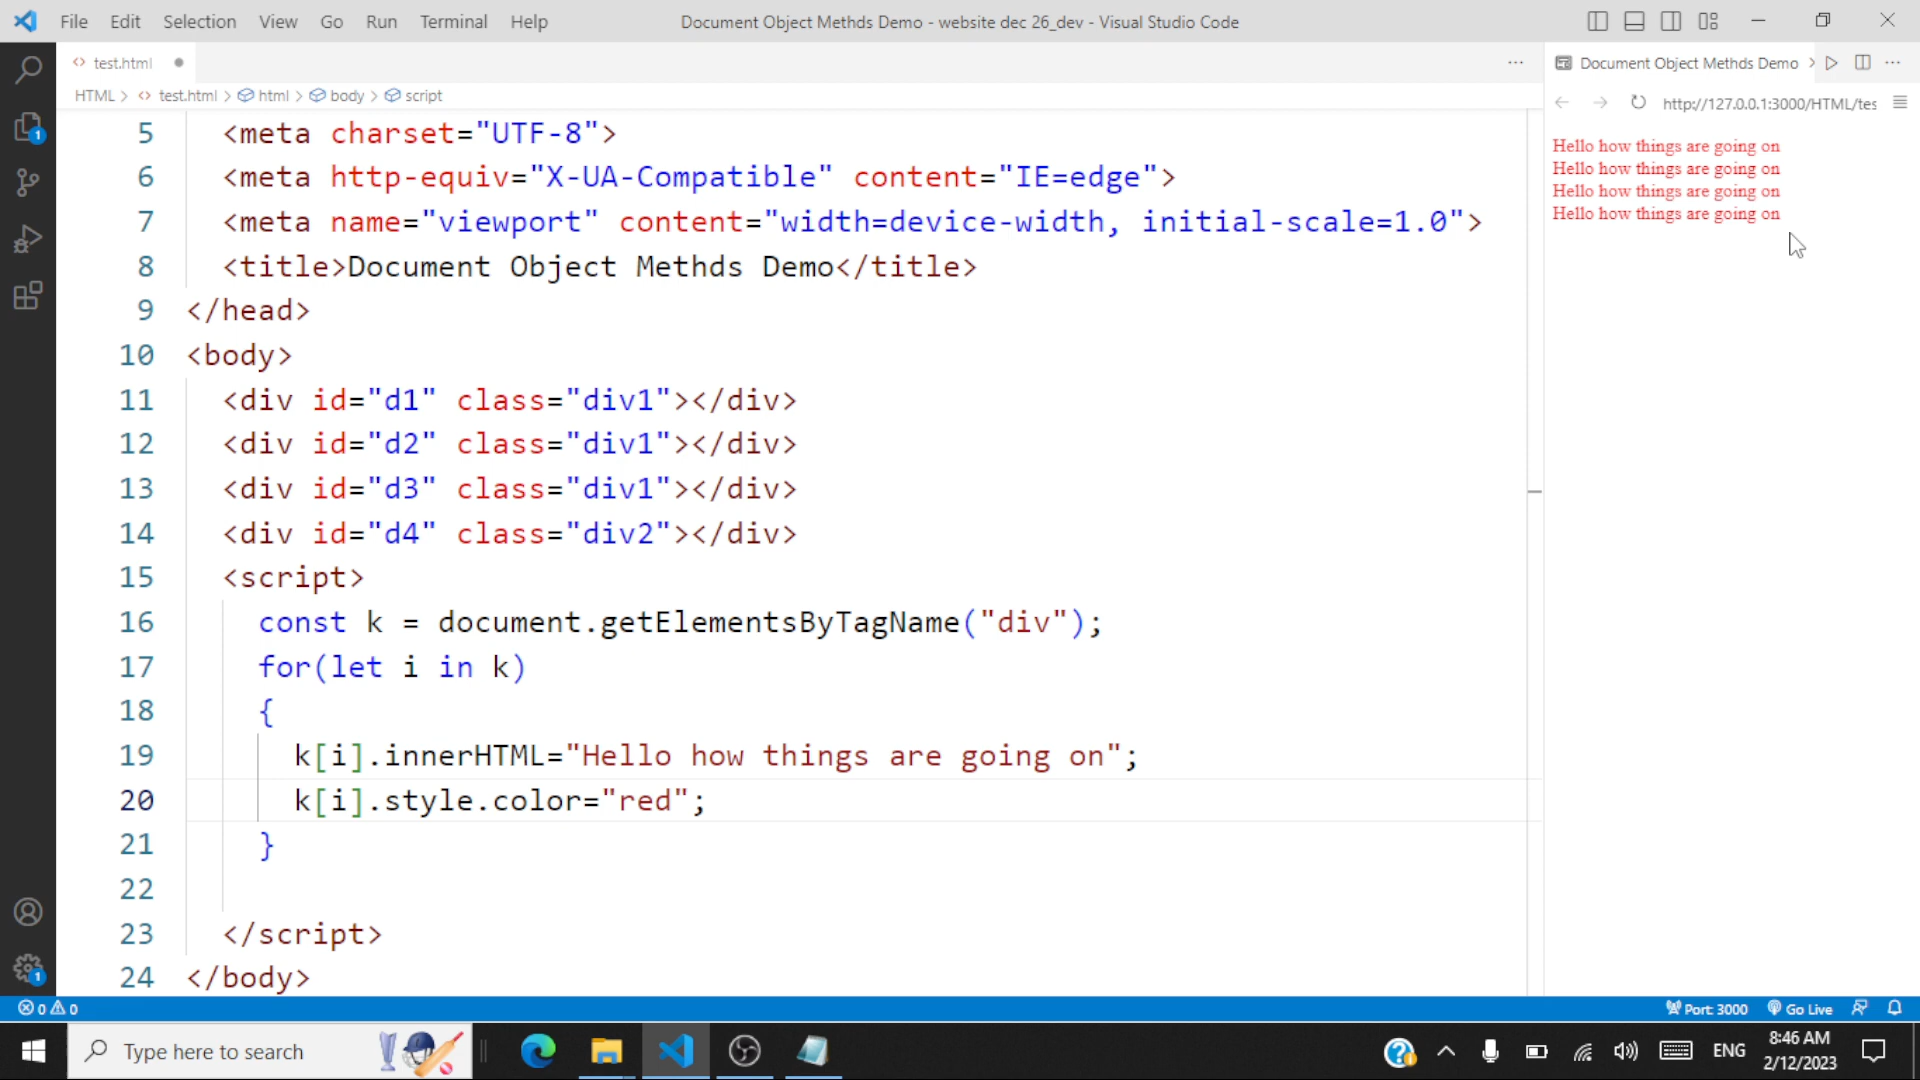 File Edit Selection View Go Run Terminal Help
Document Object Methds Demo - website dec 26_dev - Visual Studio Code
test.html
HTML > test.html > html > body > script
5 <meta charset="UTF-8">
6 <meta http-equiv="X-UA-Compatible" content="IE=edge">
7 <meta name="viewport" content="width=device-width, initial-scale=1.0">
8 <title>Document Object Methds Demo</title>
9 </head>
10 <body>
11 <div id="d1" class="div1"></div>
12 <div id="d2" class="div1"></div>
13 <div id="d3" class="div1"></div>
14 <div id="d4" class="div2"></div>
15 <script>
16 const k = document.getElementsByTagName("div");
17 for(let i in k)
18 {
19 k[i].innerHTML="Hello how things are going on";
20 k[i].style.color="red";
21 }
22
23 </script>
24 </body>
Document Object Methds Demo
http://127.0.0.1:3000/HTML/tes
Hello how things are going on
Hello how things are going on
Hello how things are going on
Hello how things are going on
1
1
0 0
Port: 3000 Go Live
Type here to search
ENG
8:46 AM
2/12/2023